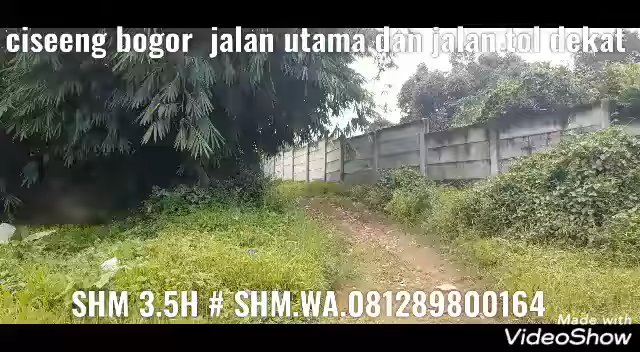 ciseeng bogor jalan utama dan jalan.tol dekat
SHM 3.5H # SHM.WA.081289800164
Made with
VideoShow